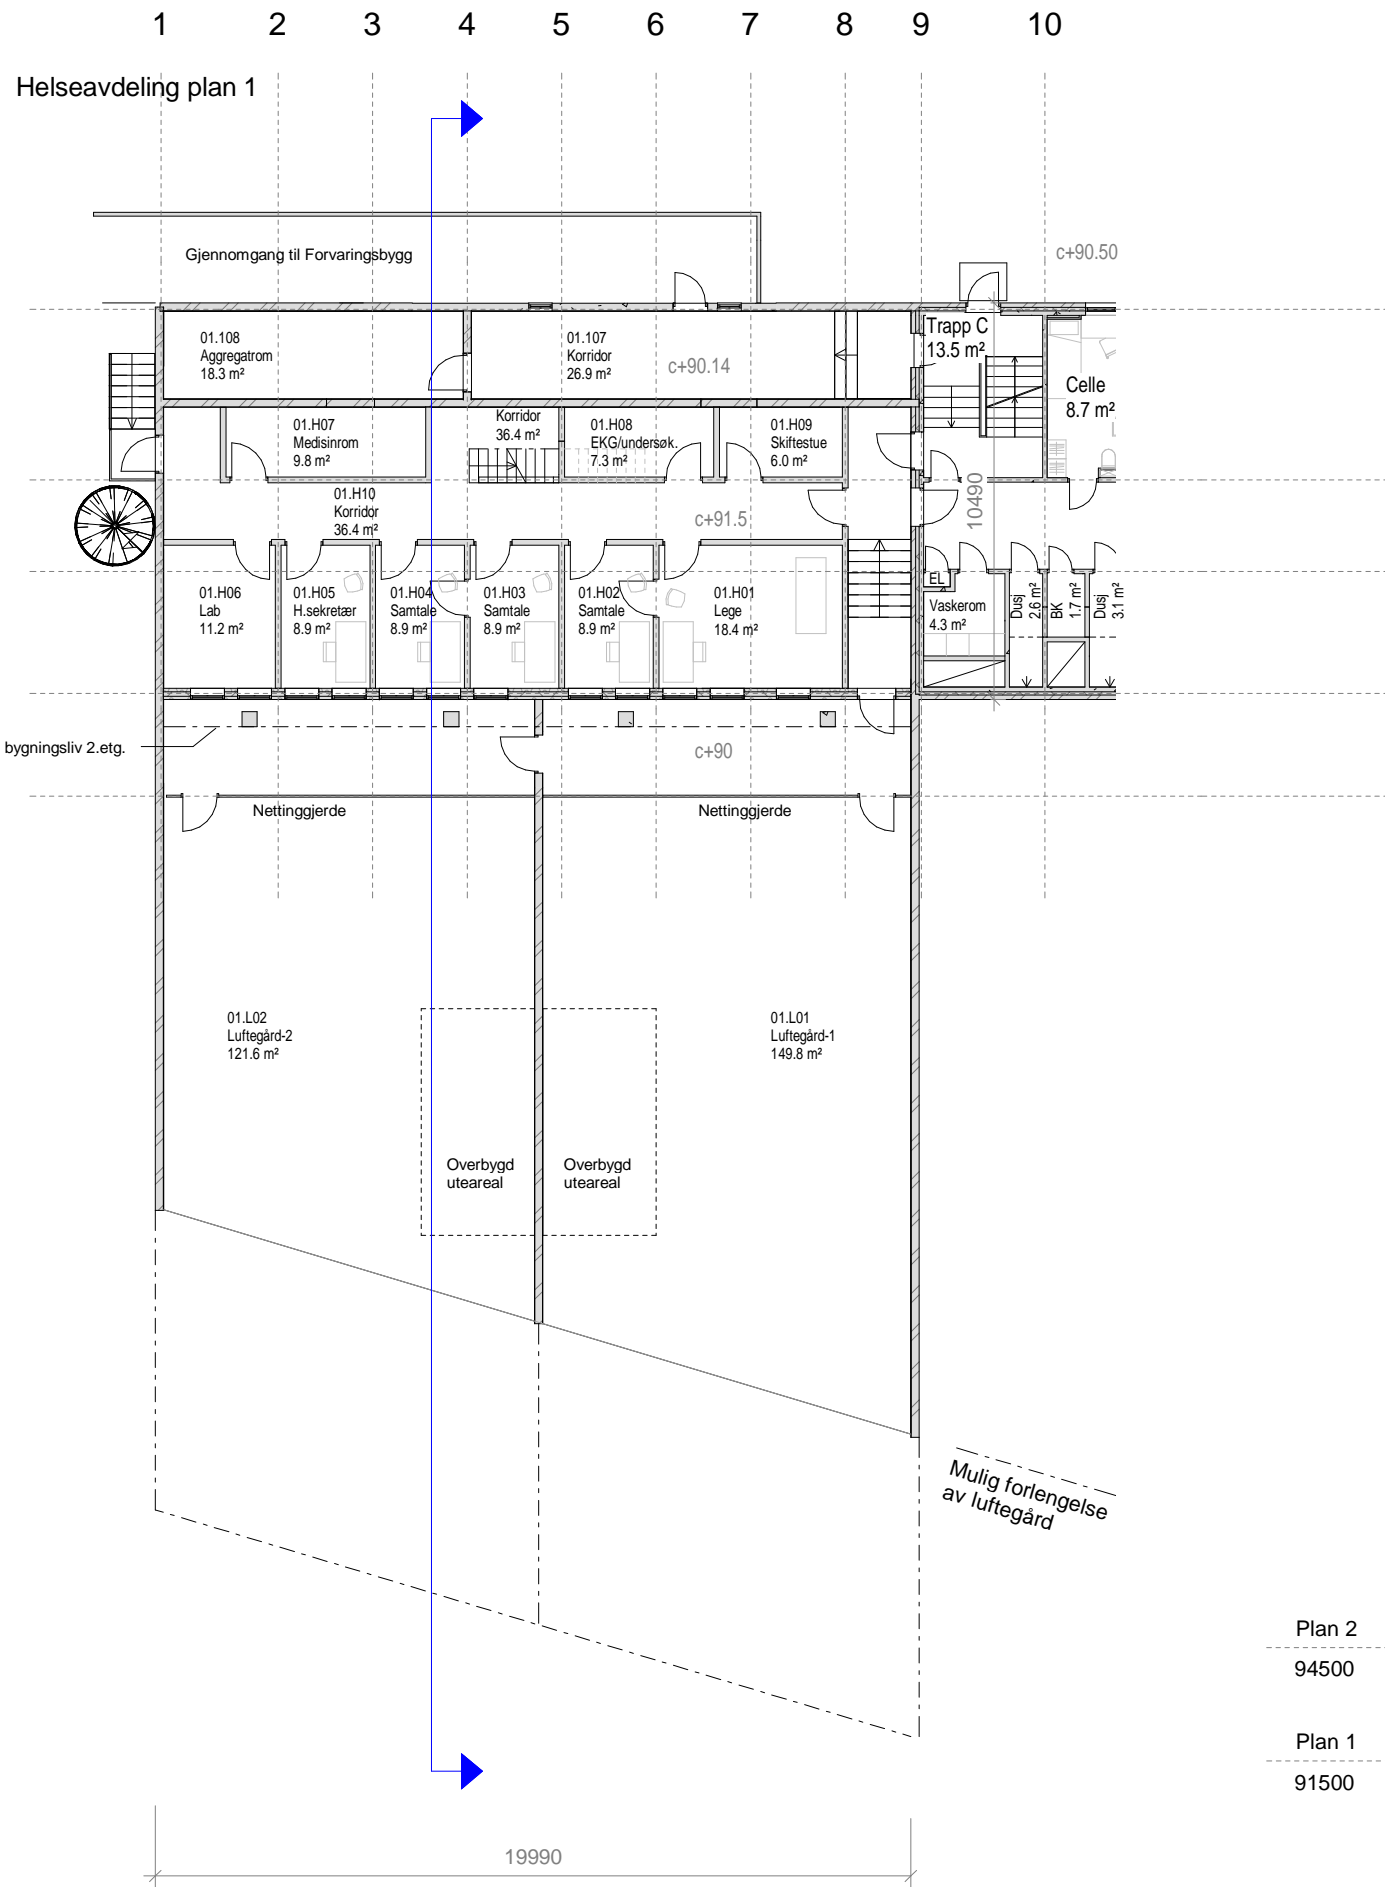 1 2 3 4 5 6 7 8 9 10
Helseavdeling plan 1
Gjennomgang til Forvaringsbygg
c+90.50
01.108
Aggregatrom
18.3 m²
01.107
Korridor
26.9 m²
c+90.14
Trapp C
13.5 m²
Celle
8.7 m²
01.H07
Medisinrom
9.8 m²
Korridor
36.4 m²
01.H08
EKG/undersøk.
7.3 m²
01.H09
Skiftestue
6.0 m²
01.H10
Korridor
36.4 m²
c+91.5
10490
01.H06
Lab
11.2 m²
01.H05
H.sekretær
8.9 m²
01.H04
Samtale
8.9 m²
01.H03
Samtale
8.9 m²
01.H02
Samtale
8.9 m²
01.H01
Lege
18.4 m²
EL
Vaskerom
4.3 m²
Dusj
2.6 m²
BK
1.7 m²
Dusj
3.1 m²
bygningsliv 2.etg.
c+90
Nettinggjerde
Nettinggjerde
01.L02
Luftegård-2
121.6 m²
01.L01
Luftegård-1
149.8 m²
Overbygd
uteareal
Overbygd
uteareal
Mulig forlengelse
av luftegård
Plan 2
94500
Plan 1
91500
19990